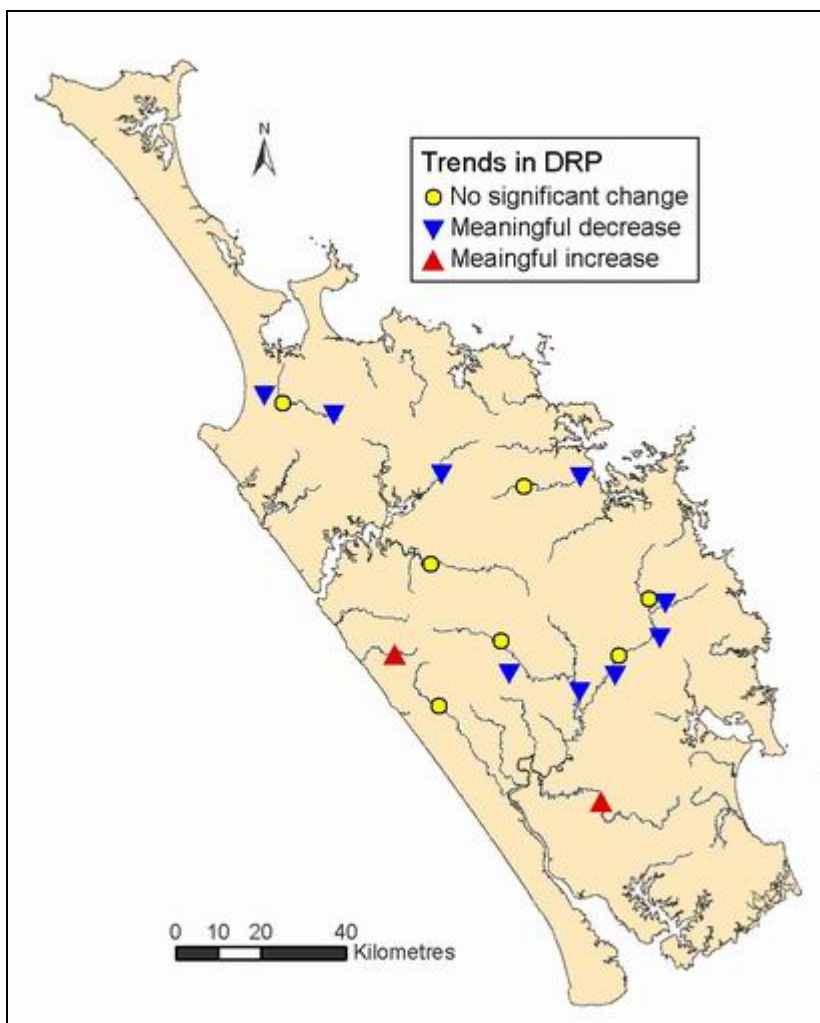 N
Trends in DRP
No significant change
Meaningful decrease
Meaingful increase
0 10 20 40
Kilometres